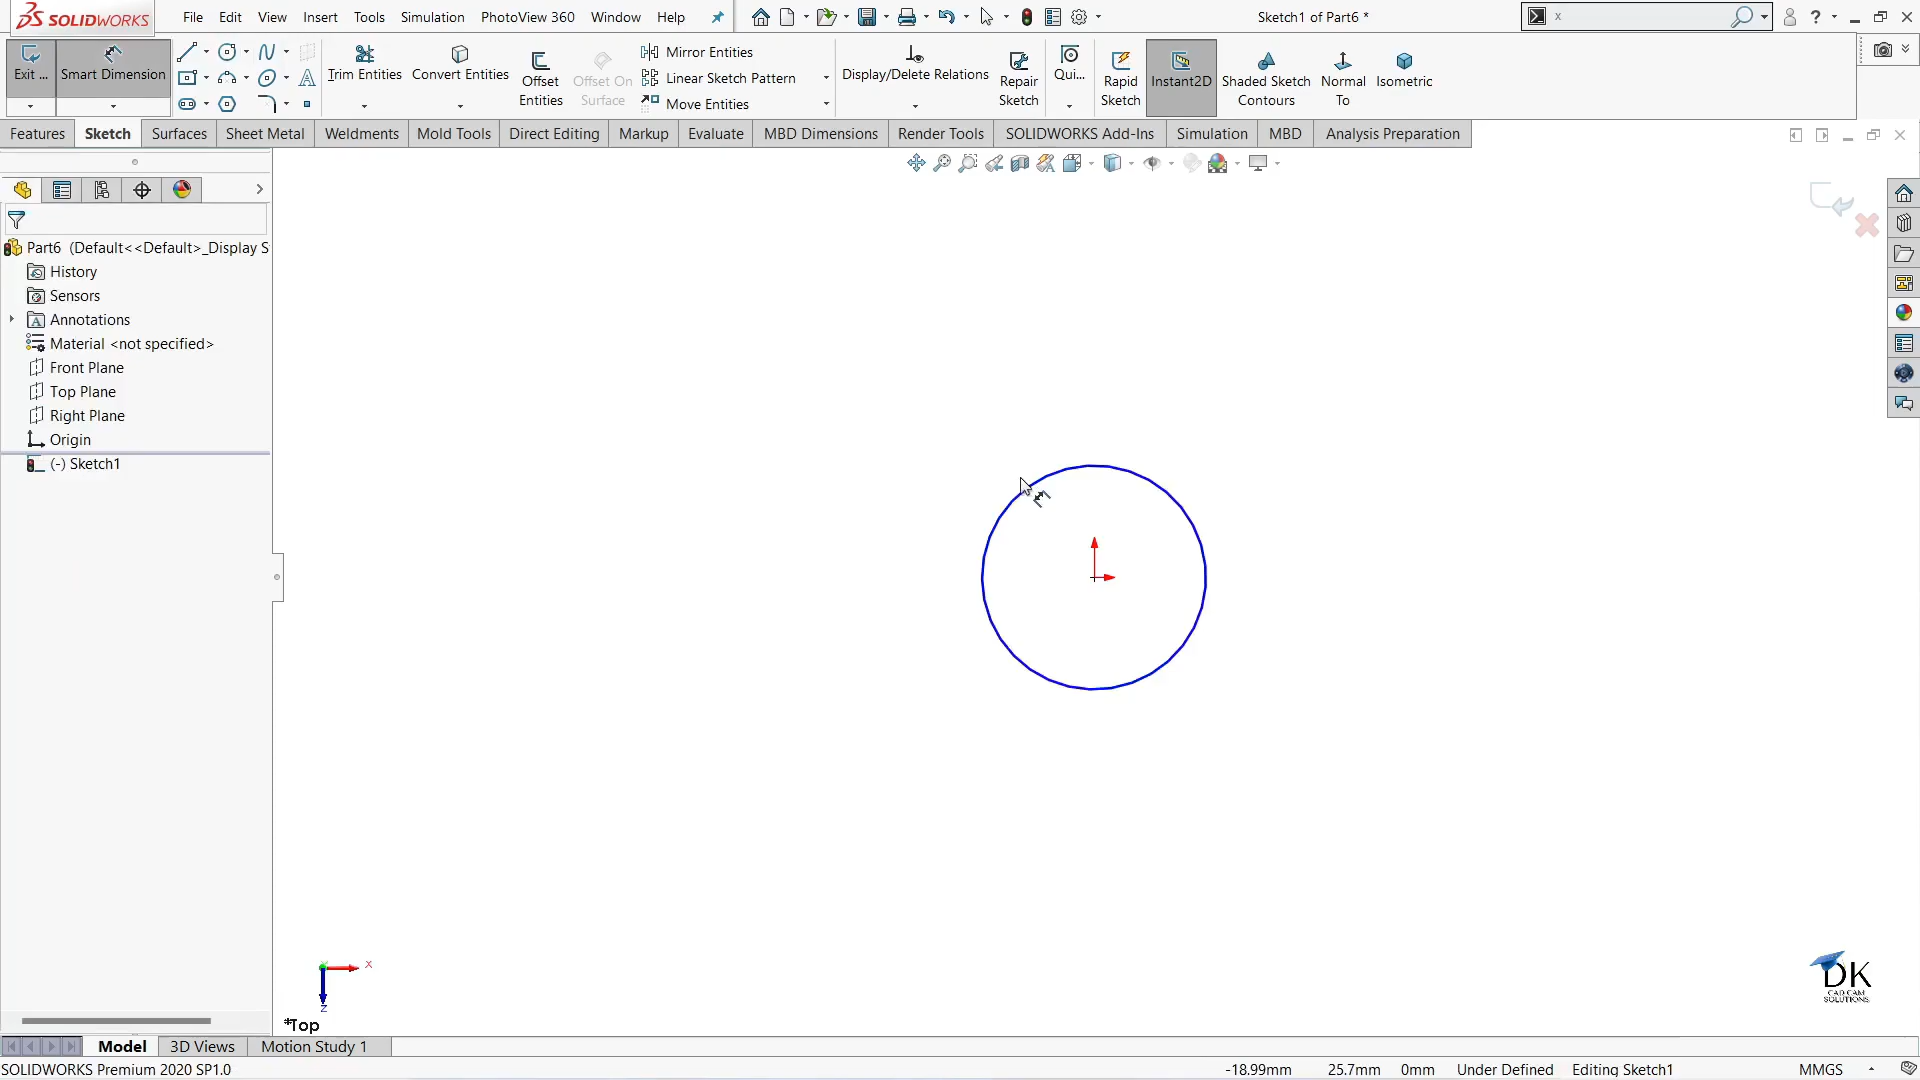 SOLIDWORKS File Edit View Insert Tools Simulation PhotoView 360 Window Help Sketch1 of Part6 * x ?
Exit ... Smart Dimension Trim Entities Convert Entities Offset Entities Offset On Surface Mirror Entities Linear Sketch Pattern Move Entities Display/Delete Relations Repair Sketch Qui... Rapid Sketch Instant2D Shaded Sketch Contours Normal To Isometric
Features Sketch Surfaces Sheet Metal Weldments Mold Tools Direct Editing Markup Evaluate MBD Dimensions Render Tools SOLIDWORKS Add-Ins Simulation MBD Analysis Preparation
Part6 (Default<<Default>_Display S
History
Sensors
Annotations
Material <not specified>
Front Plane
Top Plane
Right Plane
Origin
(-) Sketch1
X
Z
*Top
DK
CAD CAM
SOLUTIONS
Model 3D Views Motion Study 1
SOLIDWORKS Premium 2020 SP1.0 -18.99mm 25.7mm 0mm Under Defined Editing Sketch1 MMGS